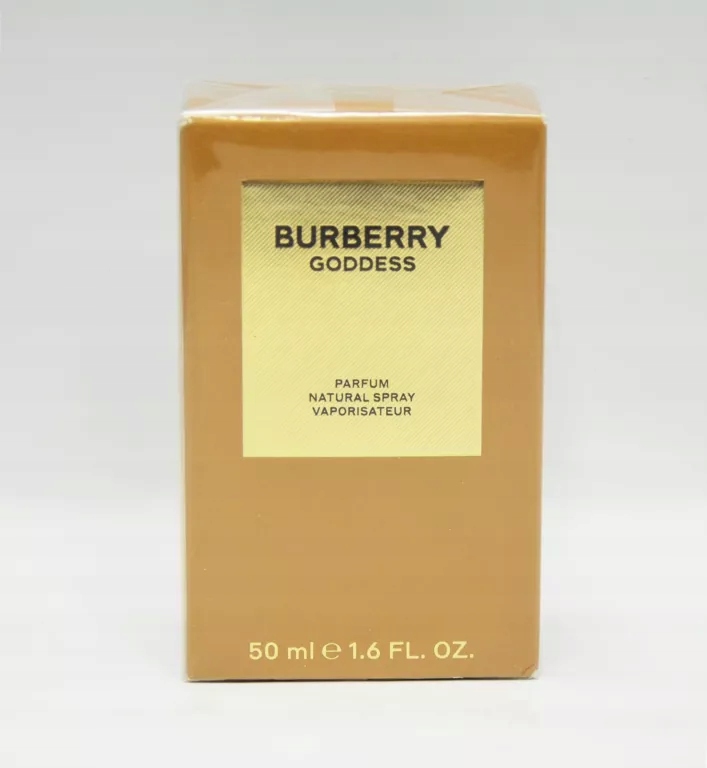 BURBERRY
GODDESS
PARFUM
NATURAL SPRAY
VAPORISATEUR
50 ml ℮ 1.6 FL. OZ.